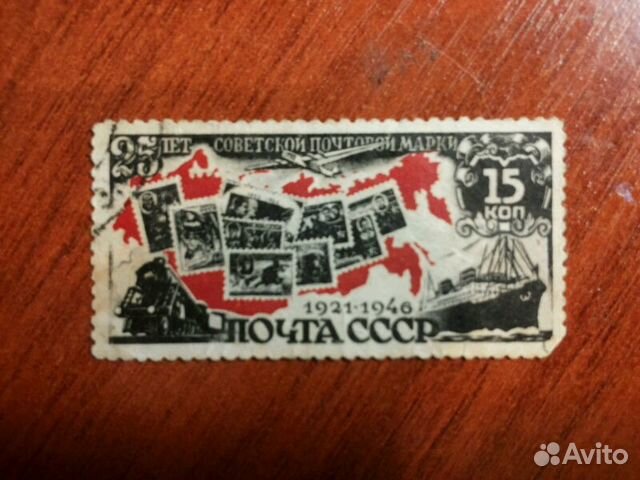 25 ЛЕТ СОВЕТСКОЙ ПОЧТОВОЙ МАРКИ
15
КОП
1921-1946
ПОЧТА СССР
Avito